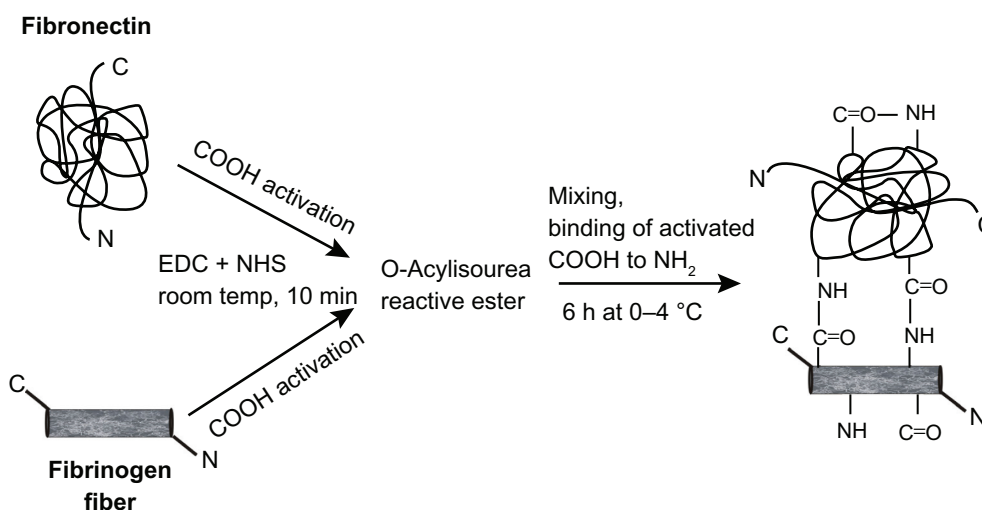 Fibronectin
C
N
COOH activation
EDC + NHS
room temp, 10 min
COOH activation
C
N
Fibrinogen
fiber
O-Acylisourea
reactive ester
Mixing,
binding of activated
COOH to NH₂
6 h at 0–4 °C
C=O
NH
N
C
NH
C=O
C=O
NH
C
N
NH
C=O